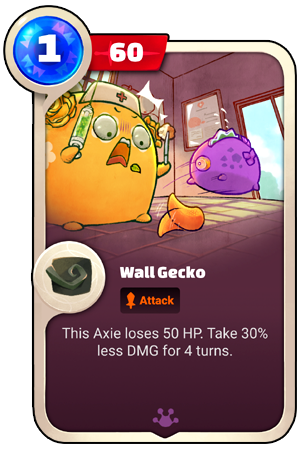 1
60
Wall Gecko
Attack
This Axie loses 50 HP. Take 30%
less DMG for 4 turns.